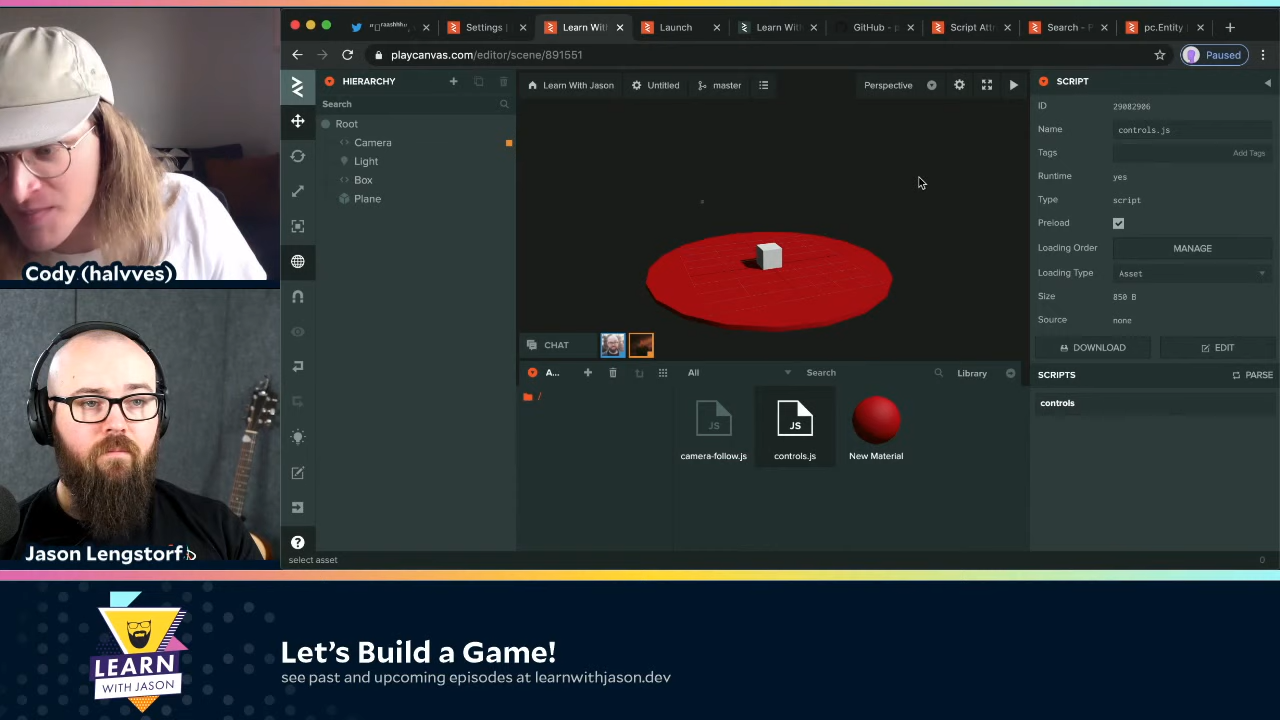 Cody (halvves)
Jason Lengstorf
Settings |
Learn Wit
Launch
Learn With
GitHub - p
Script Att
Search - P
pc.Entity
playcanvas.com/editor/scene/891551
Paused
HIERARCHY
Search
Root
Camera
Light
Box
Plane
Learn With Jason
Untitled
master
Perspective
CHAT
A...
All
Search
Library
/
JS
JS
camera-follow.js
controls.js
New Material
select asset
0
SCRIPT
ID
29082906
Name
controls.js
Tags
Add Tags
Runtime
yes
Type
script
Preload
Loading Order
MANAGE
Loading Type
Asset
Size
850 B
Source
none
DOWNLOAD
EDIT
SCRIPTS
PARSE
controls
LEARN
WITH JASON
Let's Build a Game!
see past and upcoming episodes at learnwithjason.dev